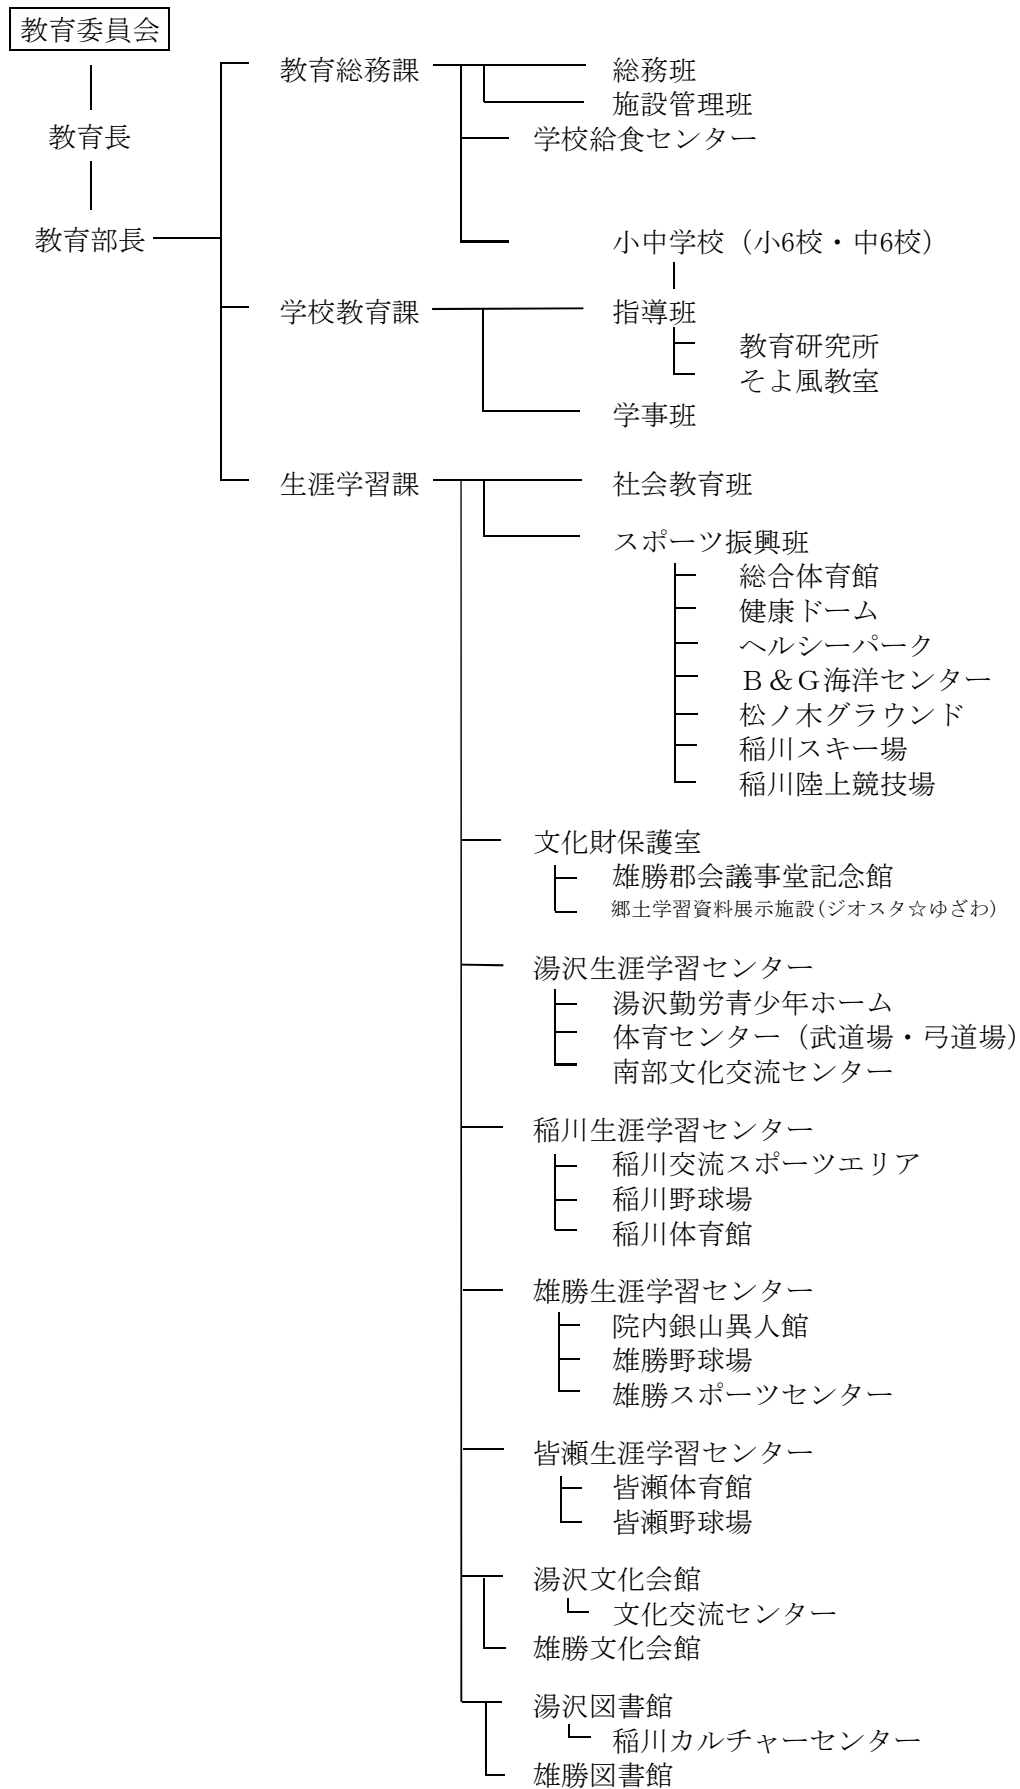 教育委員会
教育総務課
総務班
施設管理班
教育長
学校給食センター
教育部長
小中学校（小6校・中6校）
学校教育課
指導班
教育研究所
そよ風教室
学事班
生涯学習課
社会教育班
スポーツ振興班
総合体育館
健康ドーム
ヘルシーパーク
Ｂ＆Ｇ海洋センター
松ノ木グラウンド
稲川スキー場
稲川陸上競技場
文化財保護室
雄勝郡会議事堂記念館
郷土学習資料展示施設(ジオスタ☆ゆざわ)
湯沢生涯学習センター
湯沢勤労青少年ホーム
体育センター（武道場・弓道場）
南部文化交流センター
稲川生涯学習センター
稲川交流スポーツエリア
稲川野球場
稲川体育館
雄勝生涯学習センター
院内銀山異人館
雄勝野球場
雄勝スポーツセンター
皆瀬生涯学習センター
皆瀬体育館
皆瀬野球場
湯沢文化会館
文化交流センター
雄勝文化会館
湯沢図書館
稲川カルチャーセンター
雄勝図書館